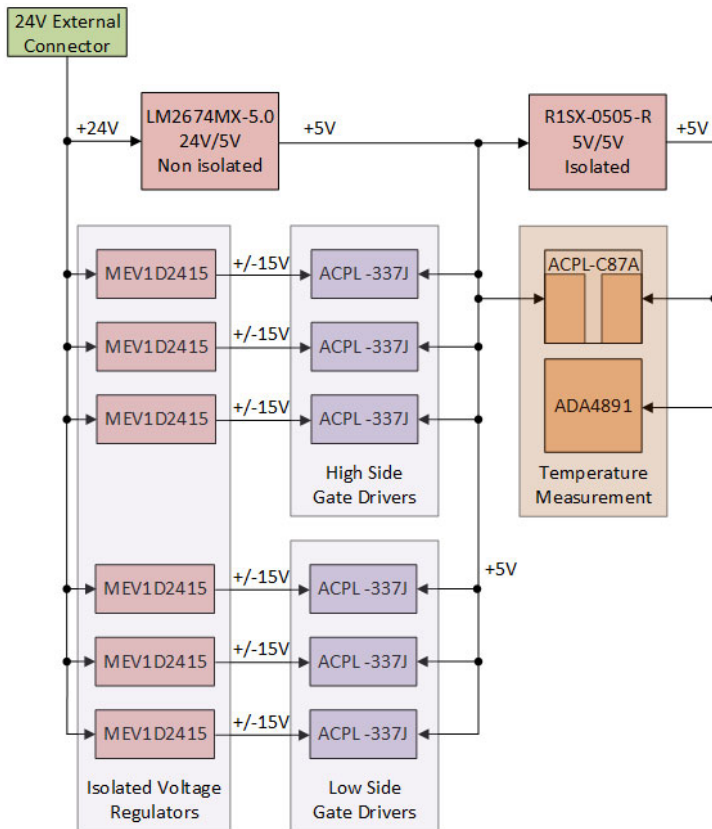 24V External
Connector
+24V
LM2674MX-5.0
24V/5V
Non isolated
+5V
R1SX-0505-R
5V/5V
Isolated
+5V
MEV1D2415
+/-15V
ACPL-337J
ACPL-C87A
MEV1D2415
+/-15V
ACPL-337J
MEV1D2415
+/-15V
ACPL-337J
ADA4891
High Side
Gate Drivers
Temperature
Measurement
+5V
MEV1D2415
+/-15V
ACPL-337J
MEV1D2415
+/-15V
ACPL-337J
MEV1D2415
+/-15V
ACPL-337J
Isolated Voltage
Regulators
Low Side
Gate Drivers